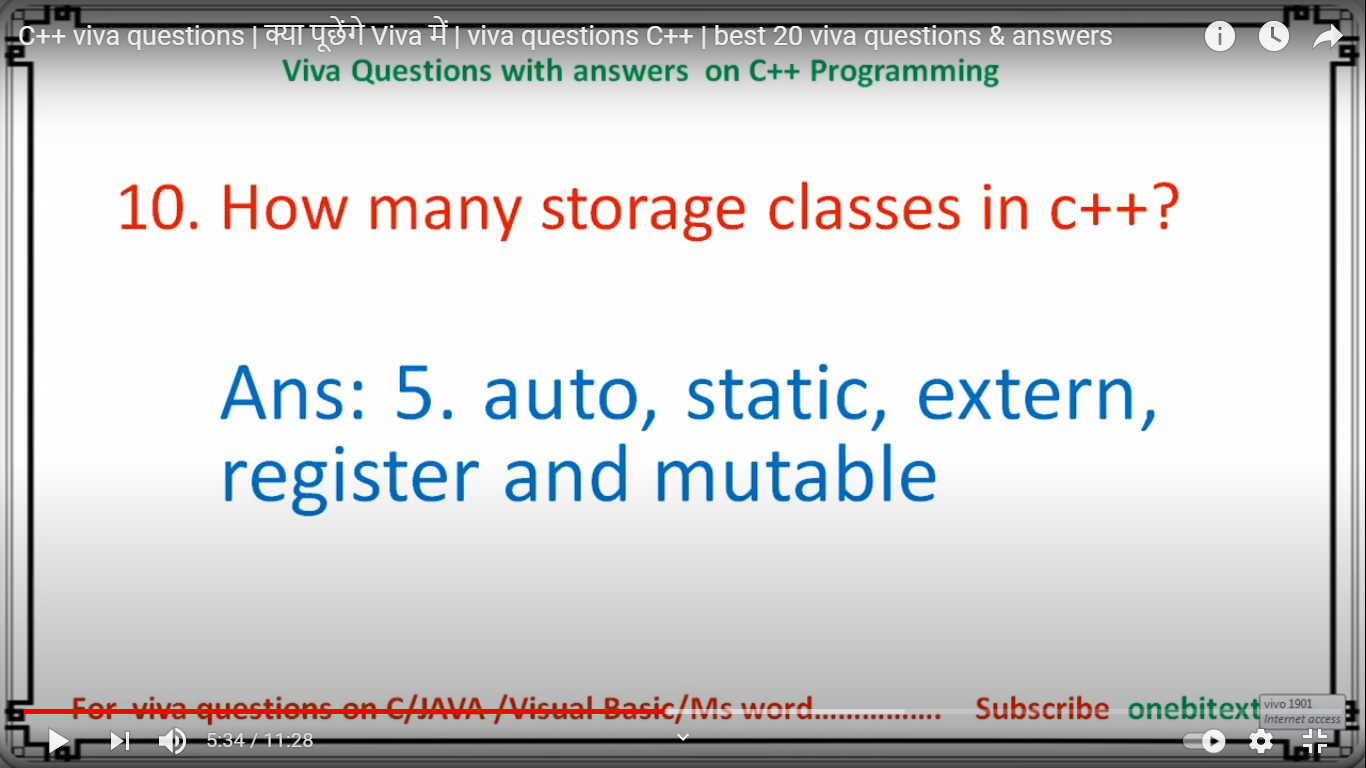 C++ viva questions | क्या पूछेंगे Viva में | viva questions C++ | best 20 viva questions & answers
Viva Questions with answers on C++ Programming
10. How many storage classes in c++?
Ans: 5. auto, static, extern,
register and mutable
For viva questions on C/JAVA /Visual Basic/Ms word................ Subscribe onebitext
vivo 1901
Internet access
5:34 / 11:28